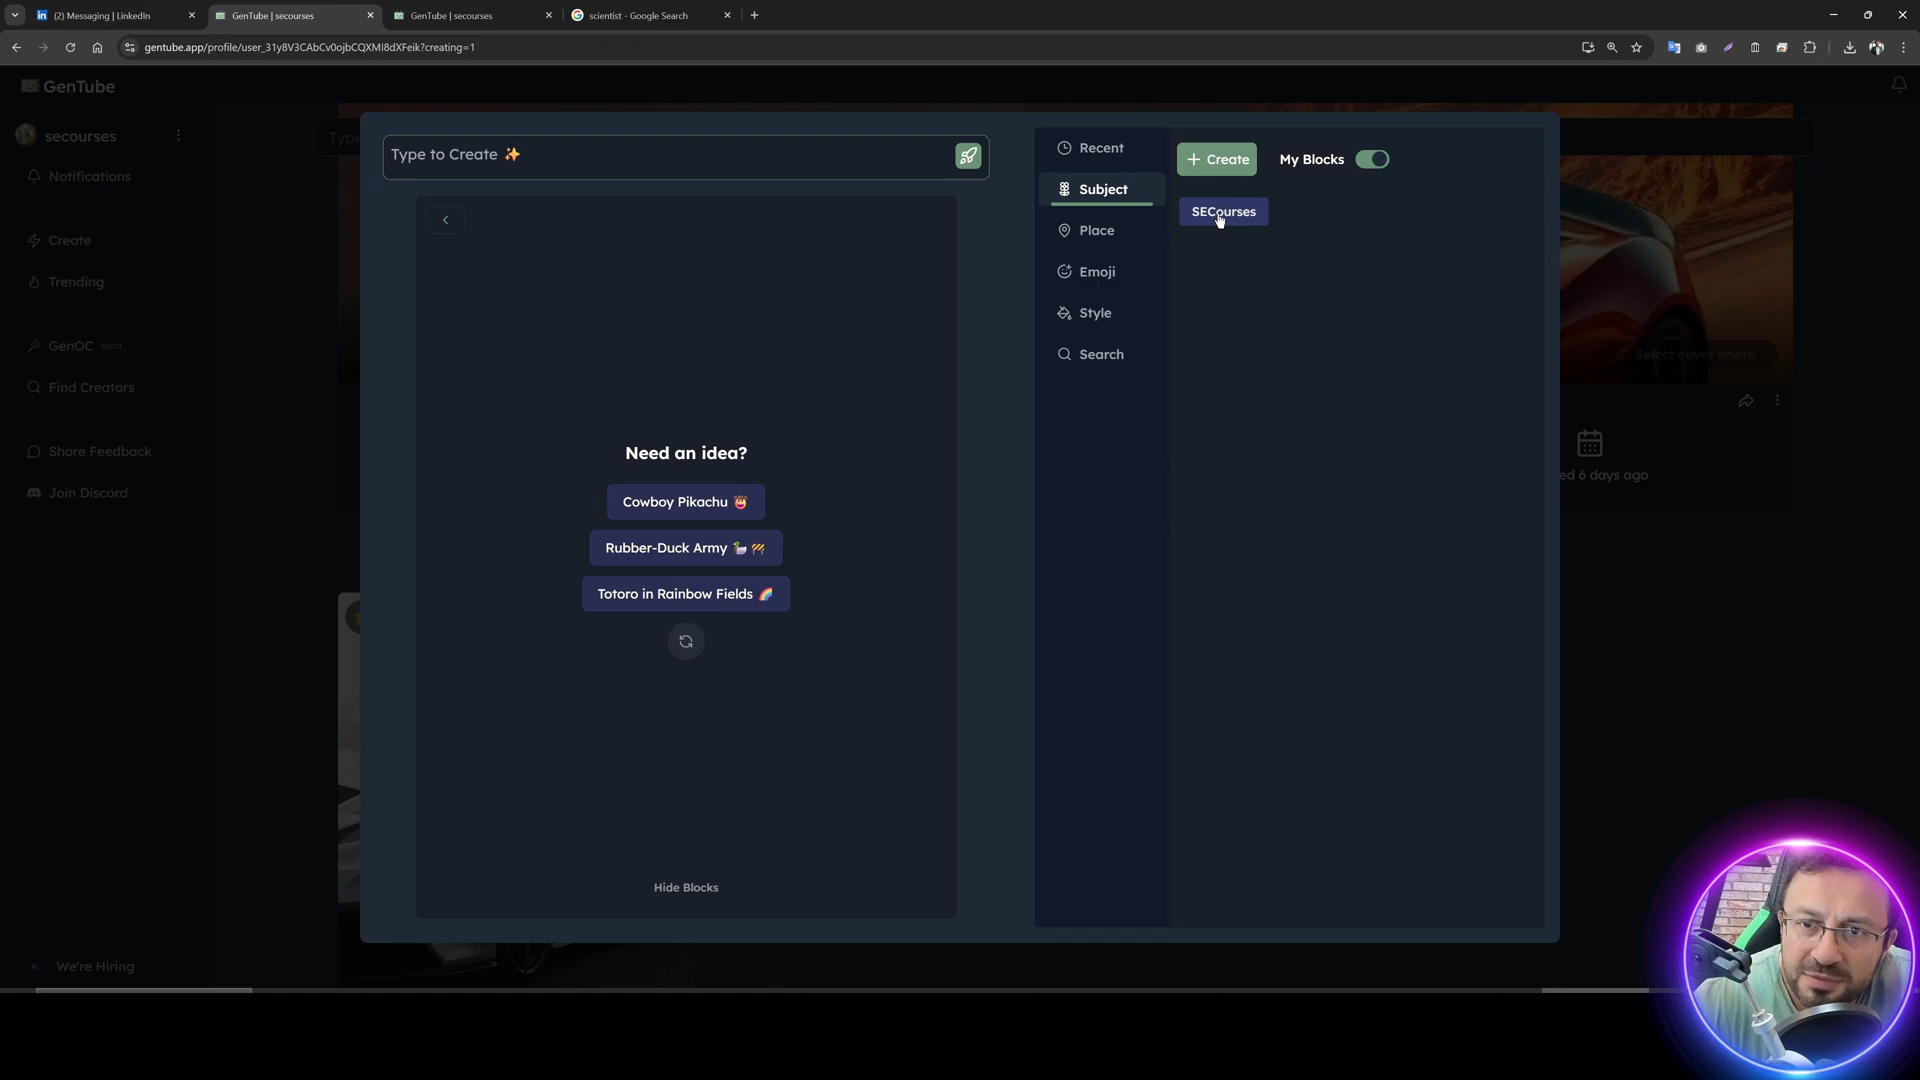 (2) Messaging | LinkedIn
GenTube | secourses
GenTube | secourses
scientist - Google Search
gentube.app/profile/user_31y8V3CAbCv0ojbCQXMI8dXFeik?creating=1
GenTube
secourses
Notifications
Create
Trending
GenOC beta
Find Creators
Share Feedback
Join Discord
We're Hiring
Type
Type to Create ✨
Need an idea?
Cowboy Pikachu 🤠
Rubber-Duck Army 🦆 🚧
Totoro in Rainbow Fields 🌈
Hide Blocks
Recent
Subject
Place
Emoji
Style
Search
+ Create
My Blocks
SECourses
Select cover photo
ed 6 days ago